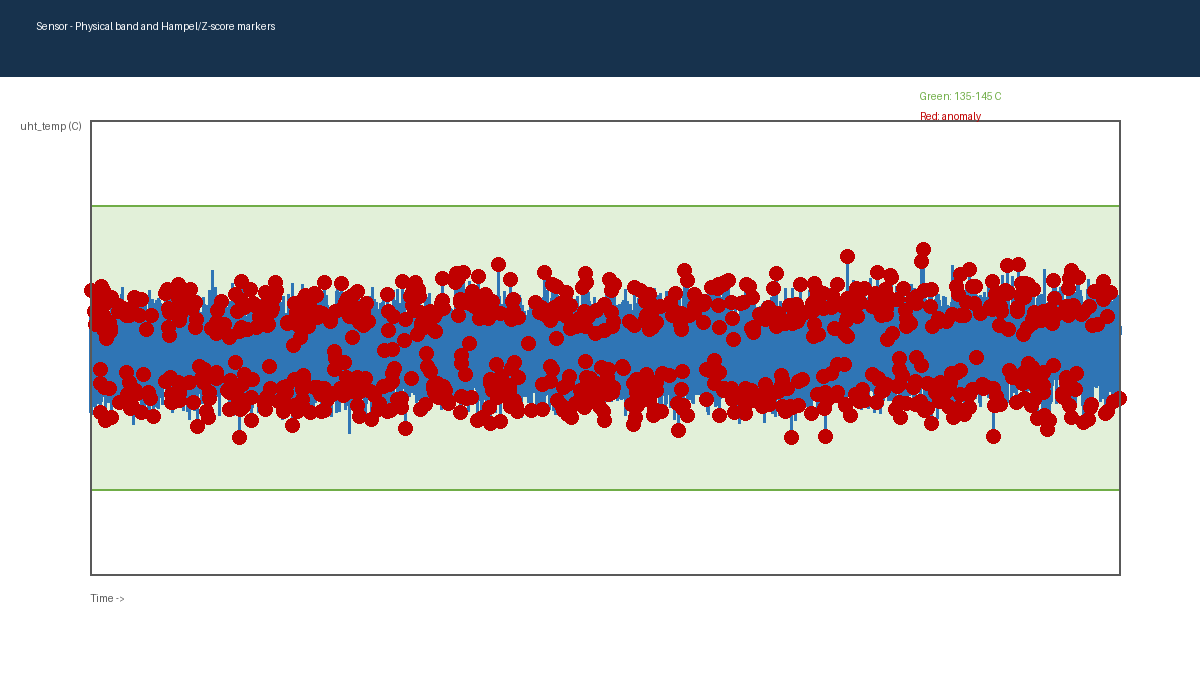 Sensor - Physical band and Hampel/Z-score markers
Green: 135-145 C
Red: anomaly
uht_temp (C)
Time ->